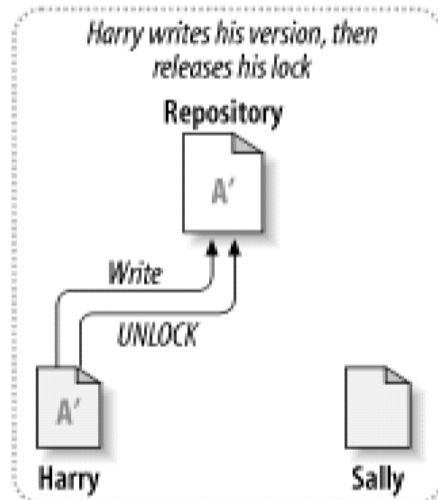 Harry writes his version, then
releases his lock
Repository
A′
Write
UNLOCK
A′
Harry
Sally